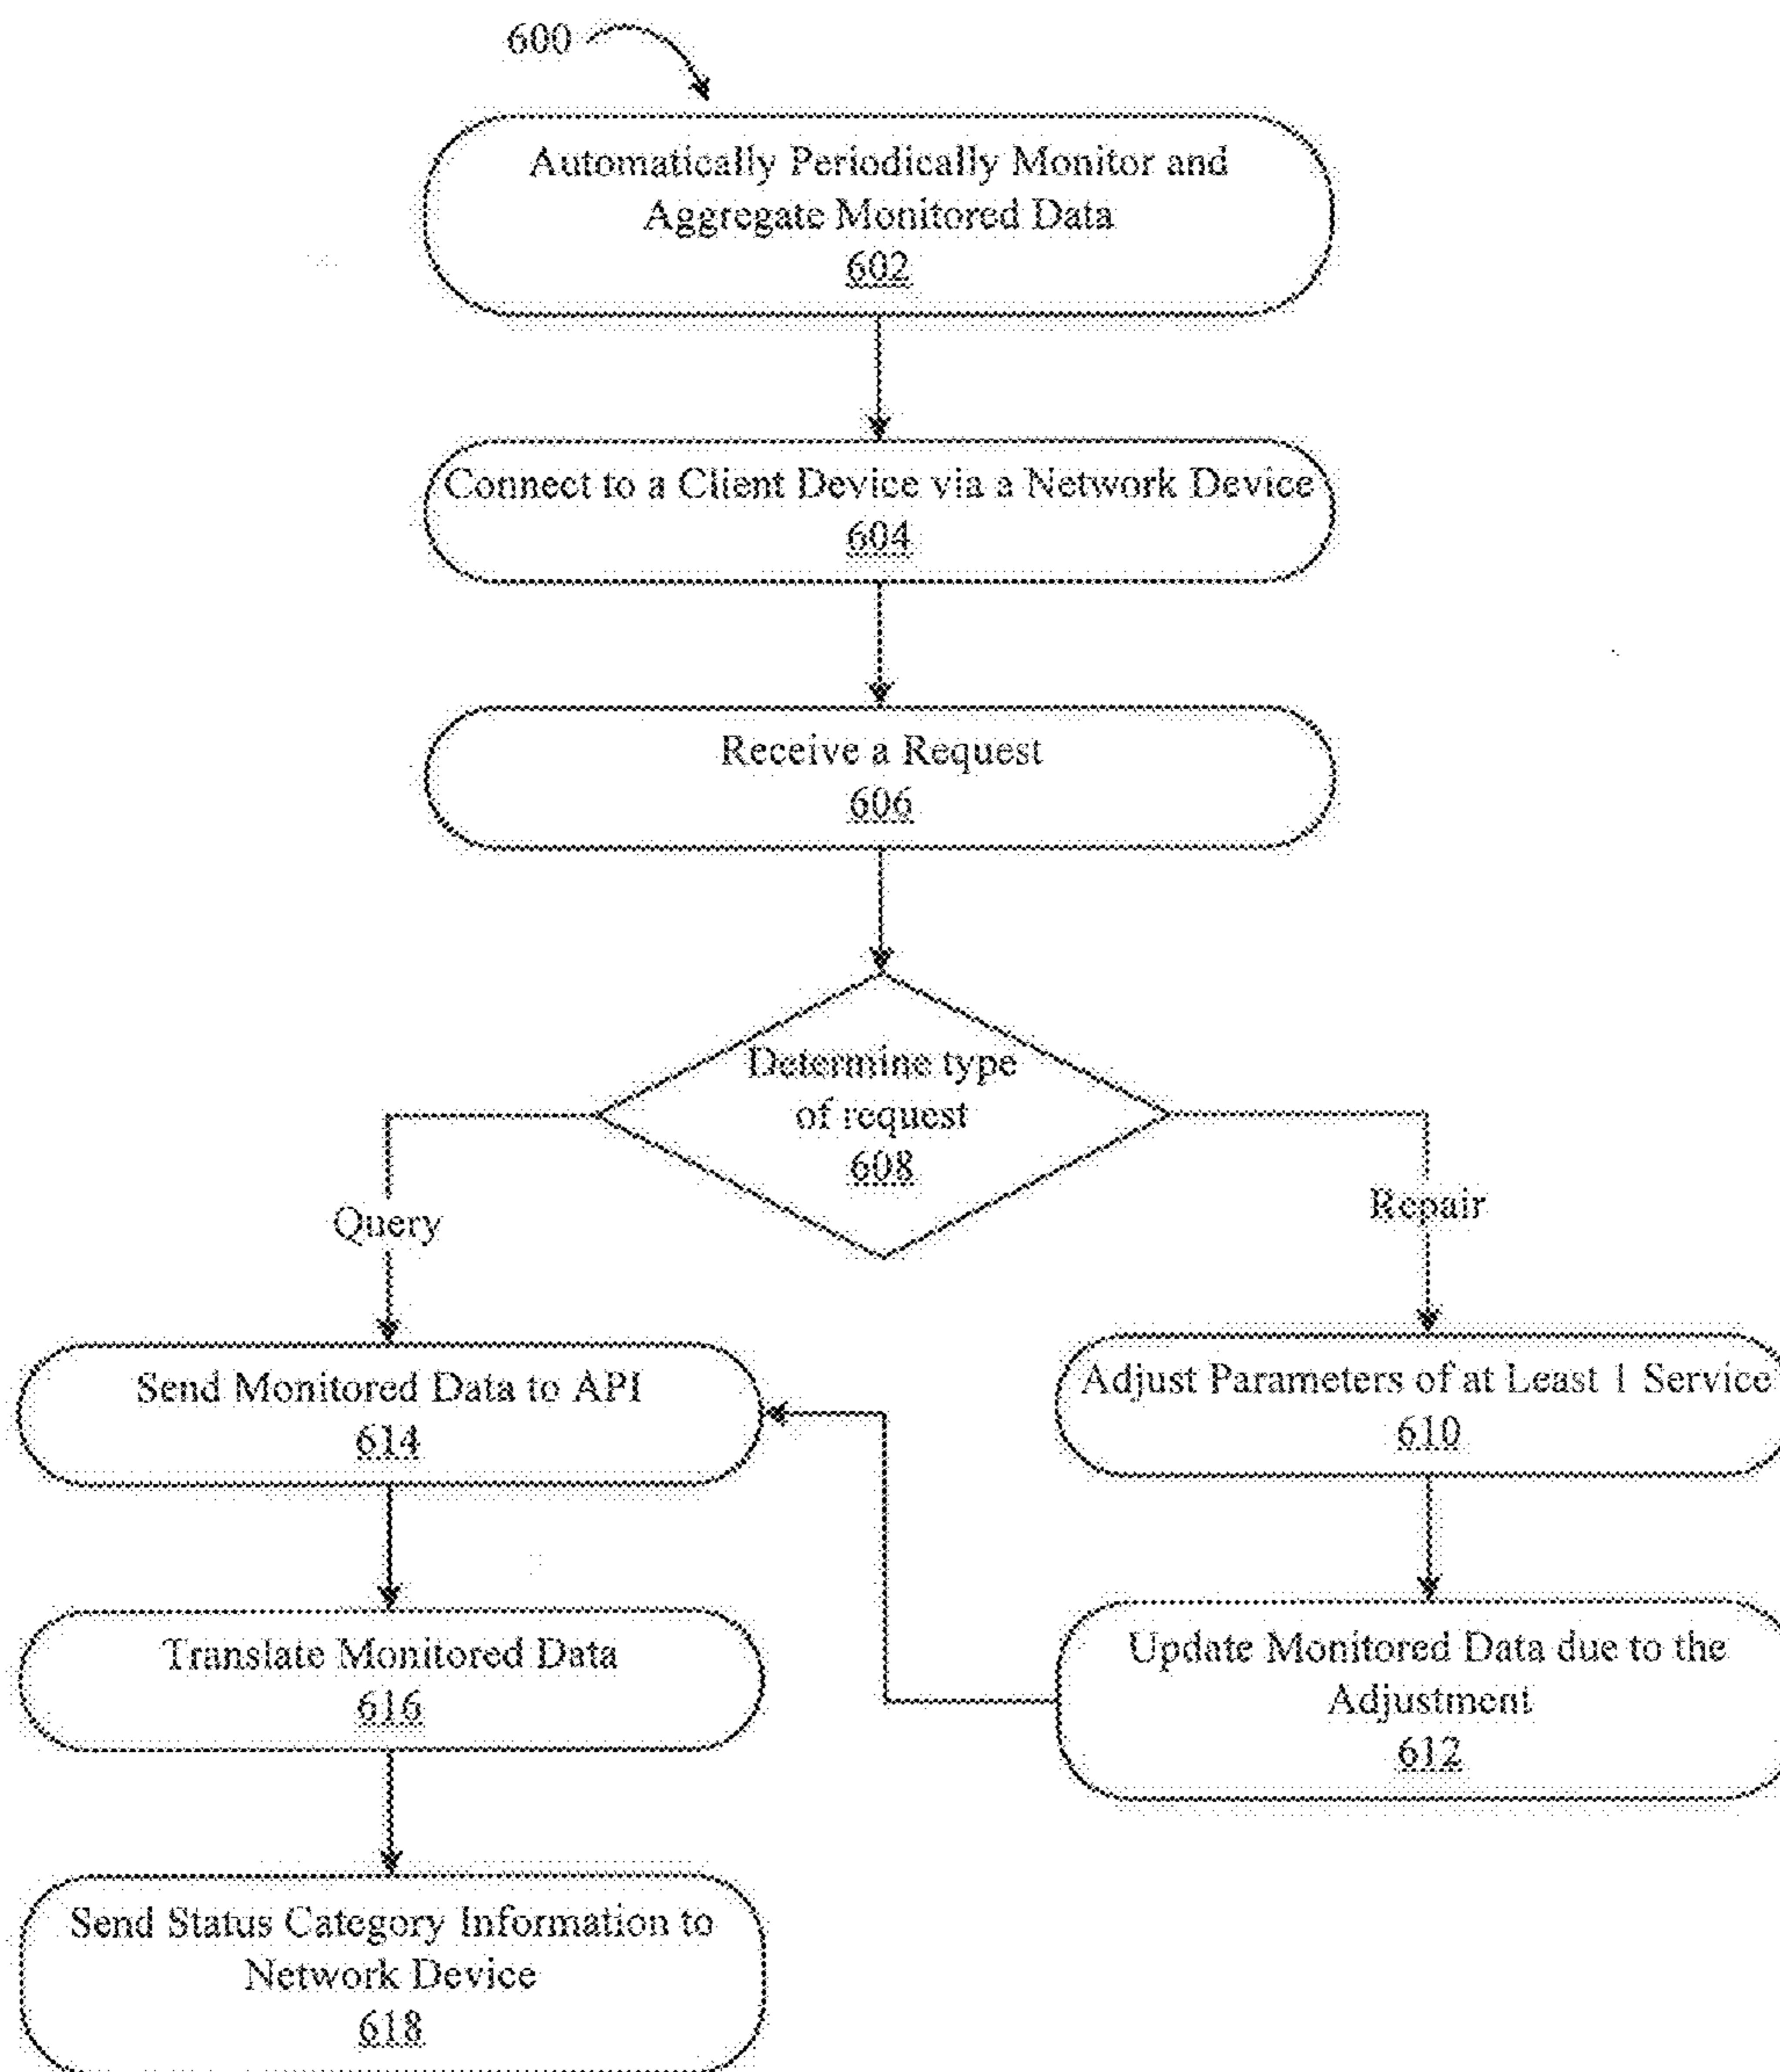 600
Automatically Periodically Monitor and
Aggregate Monitored Data
602
Connect to a Client Device via a Network Device
604
Receive a Request
606
Determine type
of request
608
Query
Repair
Send Monitored Data to API
614
Adjust Parameters of at Least 1 Service
610
Translate Monitored Data
616
Update Monitored Data due to the
Adjustment
612
Send Status Category Information to
Network Device
618